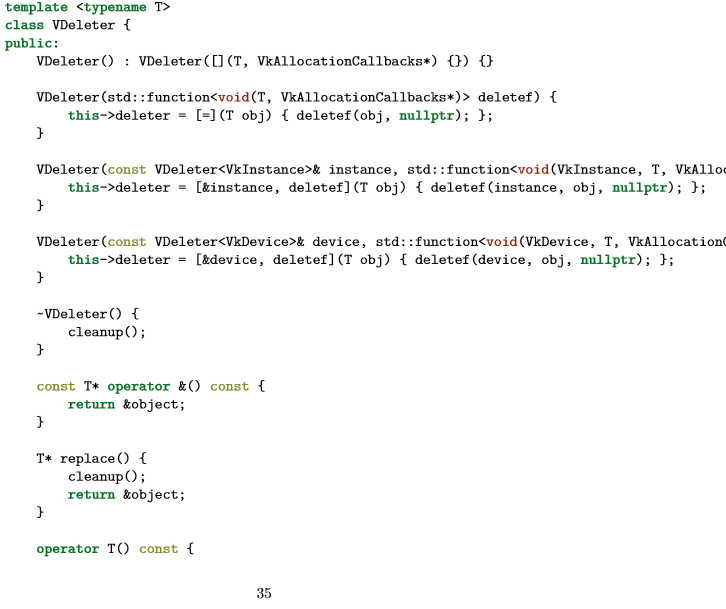 template <typename T>
class VDeleter {
public:
    VDeleter() : VDeleter([](T, VkAllocationCallbacks*) {}) {}

    VDeleter(std::function<void(T, VkAllocationCallbacks*)> deletef) {
        this->deleter = [=](T obj) { deletef(obj, nullptr); };
    }

    VDeleter(const VDeleter<VkInstance>& instance, std::function<void(VkInstance, T, VkAlloc
        this->deleter = [&instance, deletef](T obj) { deletef(instance, obj, nullptr); };
    }

    VDeleter(const VDeleter<VkDevice>& device, std::function<void(VkDevice, T, VkAllocation
        this->deleter = [&device, deletef](T obj) { deletef(device, obj, nullptr); };
    }

    ~VDeleter() {
        cleanup();
    }

    const T* operator &() const {
        return &object;
    }

    T* replace() {
        cleanup();
        return &object;
    }

    operator T() const {

35